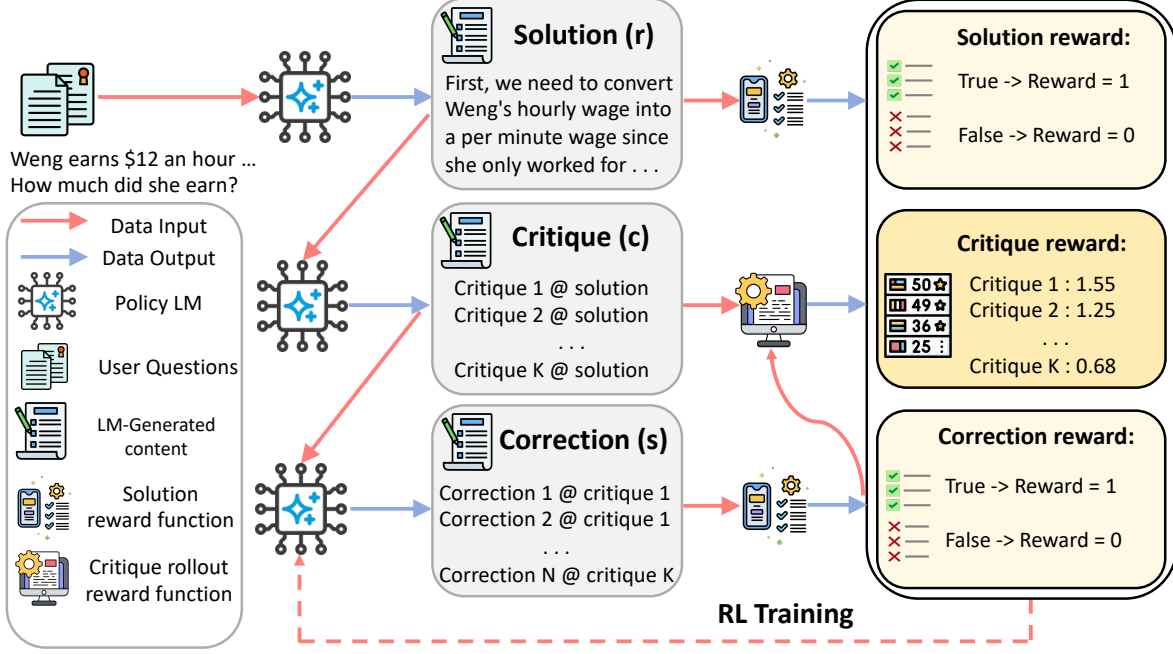 Weng earns $12 an hour ...
How much did she earn?
Data Input
Data Output
Policy LM
User Questions
LM-Generated
content
Solution
reward function
Critique rollout
reward function
Solution (r)
First, we need to convert
Weng's hourly wage into
a per minute wage since
she only worked for . . .
Critique (c)
Critique 1 @ solution
Critique 2 @ solution
. . .
Critique K @ solution
Correction (s)
Correction 1 @ critique 1
Correction 2 @ critique 1
. . .
Correction N @ critique K
Solution reward:
True -> Reward = 1
False -> Reward = 0
Critique reward:
50
49
36
25
Critique 1 : 1.55
Critique 2 : 1.25
. . .
Critique K : 0.68
Correction reward:
True -> Reward = 1
False -> Reward = 0
RL Training